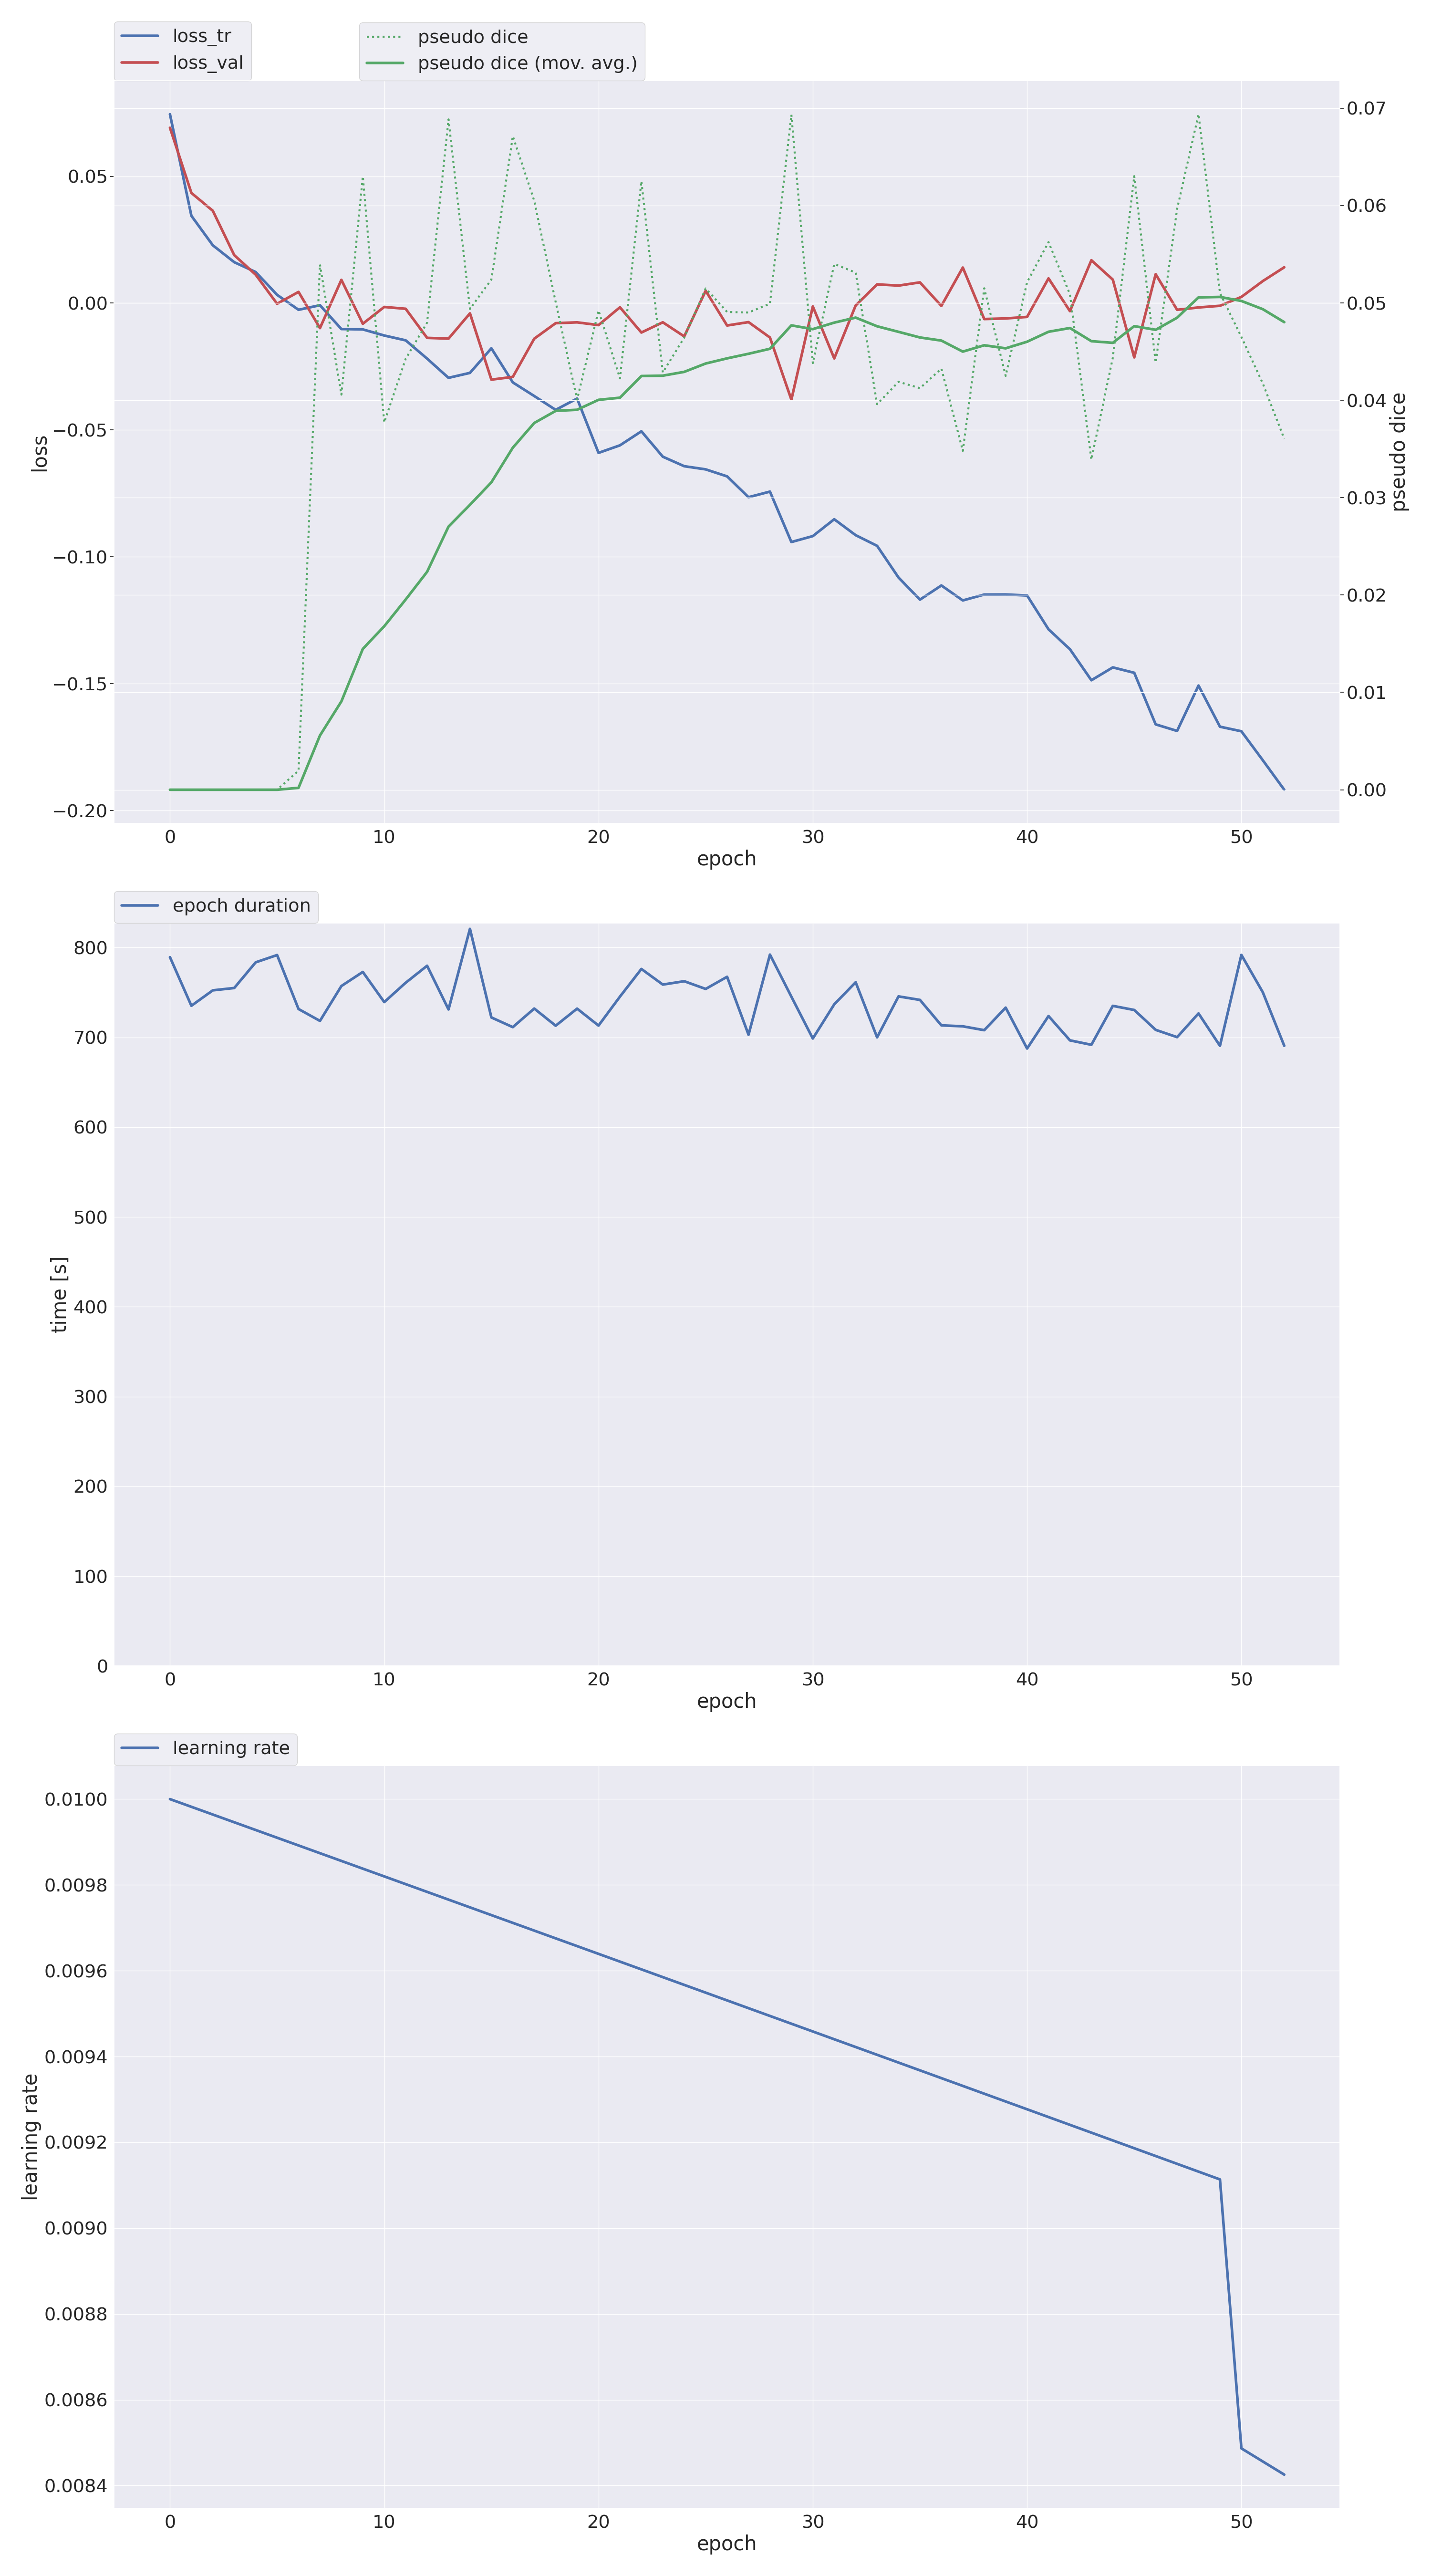 loss_tr
loss_val
pseudo dice
pseudo dice (mov. avg.)
0.05
0.00
−0.05
−0.10
−0.15
−0.20
loss
0.07
0.06
0.05
0.04
0.03
0.02
0.01
0.00
pseudo dice
0 10 20 30 40 50
epoch
epoch duration
800
700
600
500
400
300
200
100
0
time [s]
0 10 20 30 40 50
epoch
learning rate
0.0100
0.0098
0.0096
0.0094
0.0092
0.0090
0.0088
0.0086
0.0084
learning rate
0 10 20 30 40 50
epoch